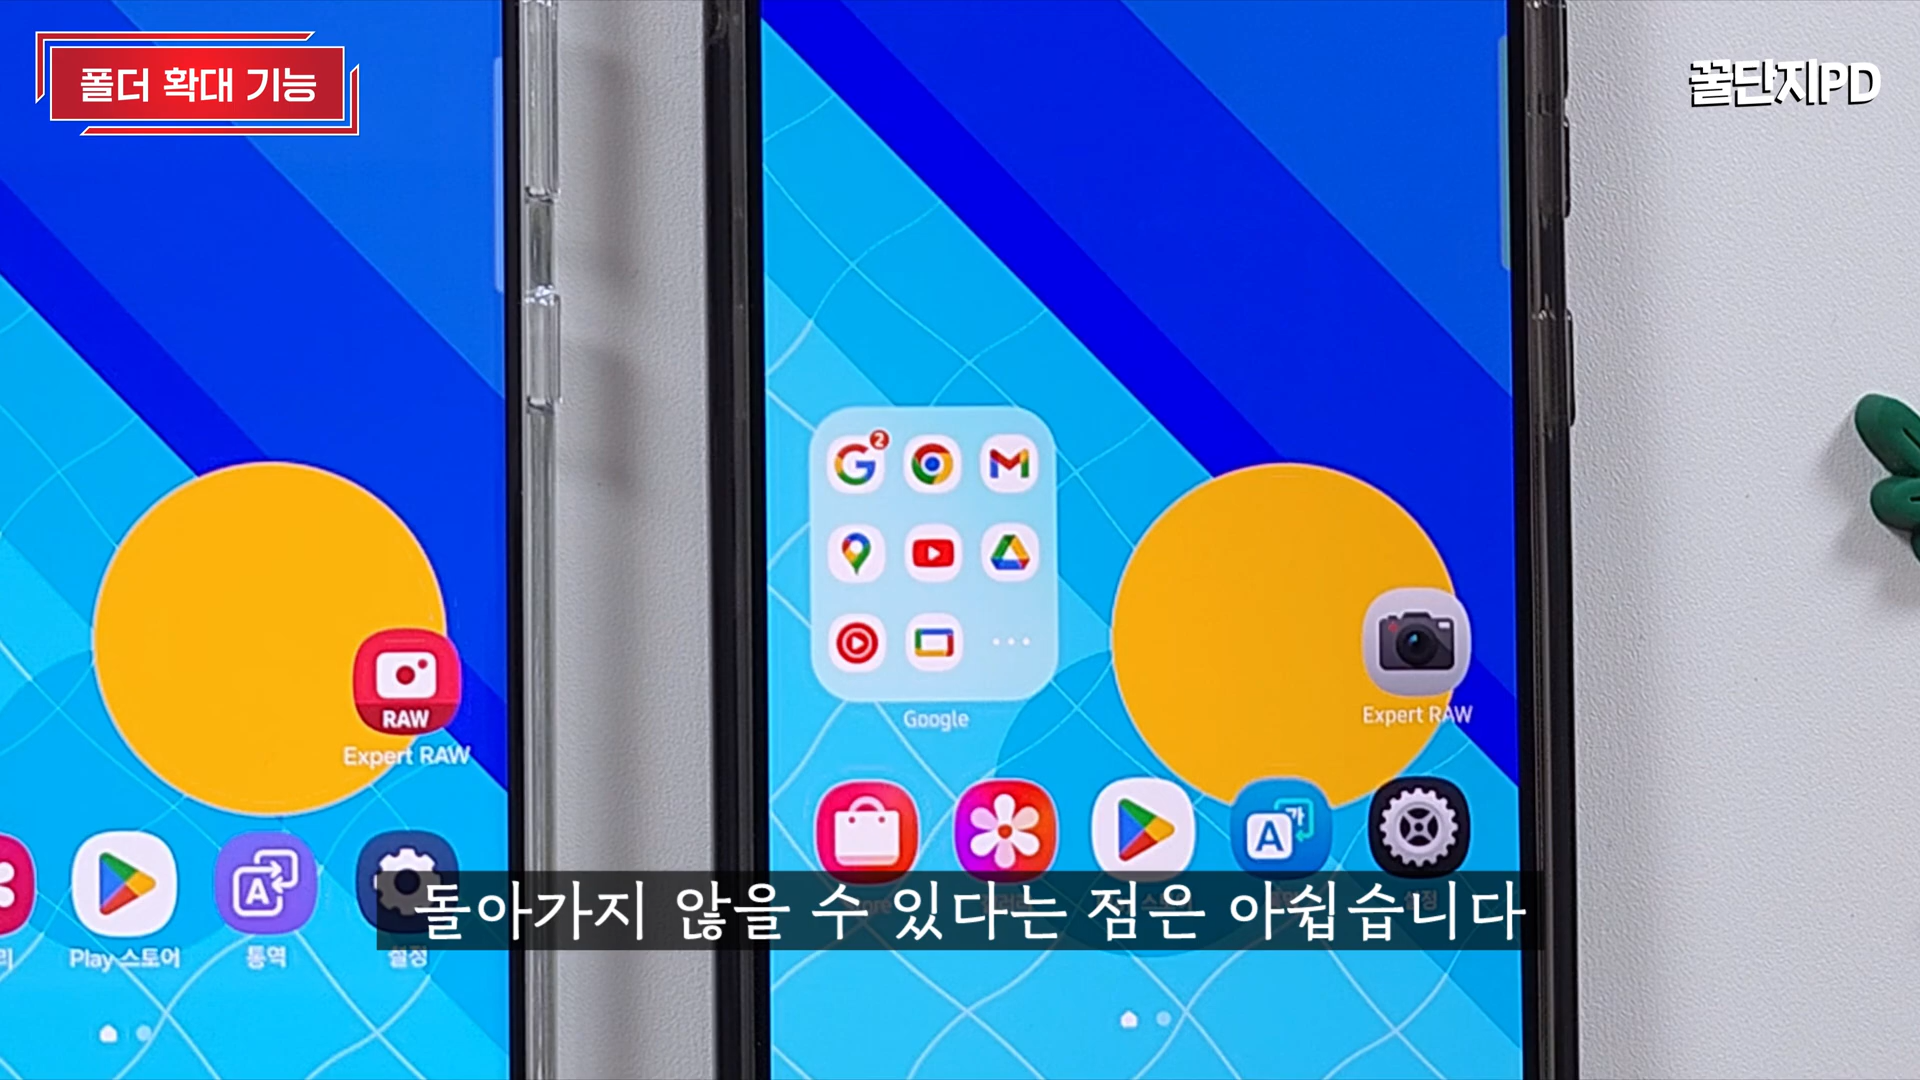 폴더 확대 기능
꿀단지PD
2
RAW
Expert RAW
Google
Expert RAW
돌아가지 않을 수 있다는 점은 아쉽습니다
리
Play 스토어
통역
설정